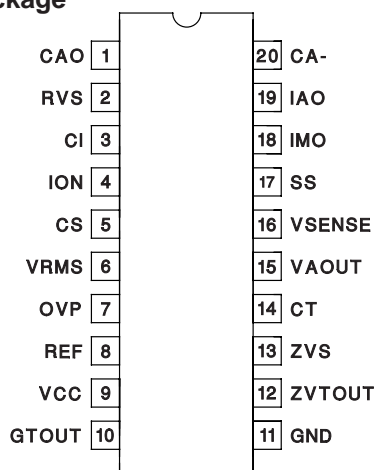 CAO 1 20 CA-
RVS 2 19 IAO
CI 3 18 IMO
ION 4 17 SS
CS 5 16 VSENSE
VRMS 6 15 VAOUT
OVP 7 14 CT
REF 8 13 ZVS
VCC 9 12 ZVTOUT
GTOUT 10 11 GND